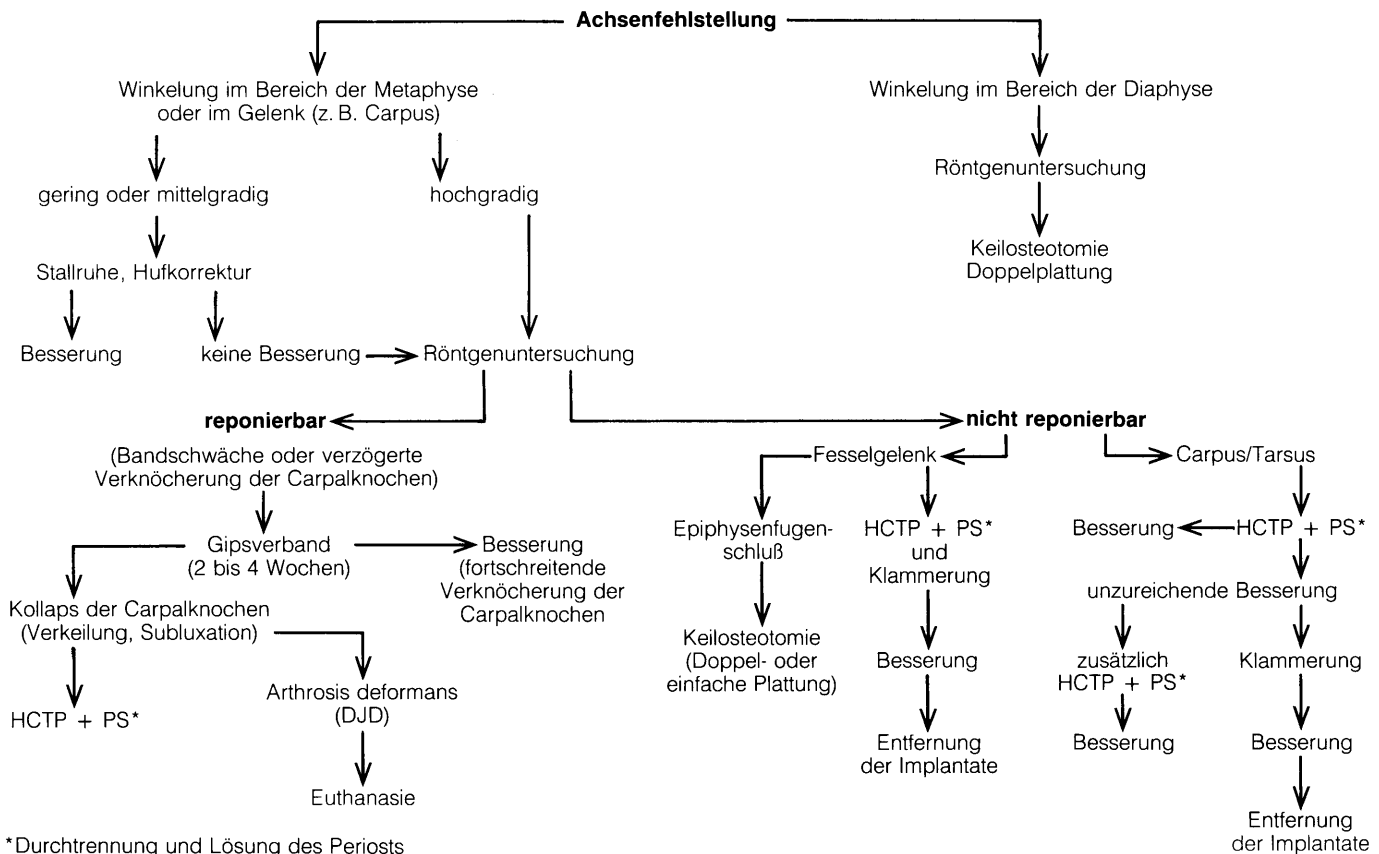 Achsenfehlstellung
Winkelung im Bereich der Metaphyse
oder im Gelenk (z. B. Carpus)
Winkelung im Bereich der Diaphyse
gering oder mittelgradig
hochgradig
Röntgenuntersuchung
Stallruhe, Hufkorrektur
Keilosteotomie
Doppelplattung
Besserung
keine Besserung
Röntgenuntersuchung
reponierbar
(Bandschwäche oder verzögerte
Verknöcherung der Carpalknochen)
Gipsverband
(2 bis 4 Wochen)
Besserung
(fortschreitende
Verknöcherung der
Carpalknochen
Kollaps der Carpalknochen
(Verkeilung, Subluxation)
HCTP + PS*
Arthrosis deformans
(DJD)
Euthanasie
nicht reponierbar
Fesselgelenk
Epiphysenfugen-
schluß
Keilosteotomie
(Doppel- oder
einfache Plattung)
HCTP + PS*
und
Klammerung
Besserung
Entfernung
der Implantate
Carpus/Tarsus
Besserung
HCTP + PS*
unzureichende Besserung
zusätzlich
HCTP + PS*
Besserung
Klammerung
Besserung
Entfernung
der Implantate
*Durchtrennung und Lösung des Periosts